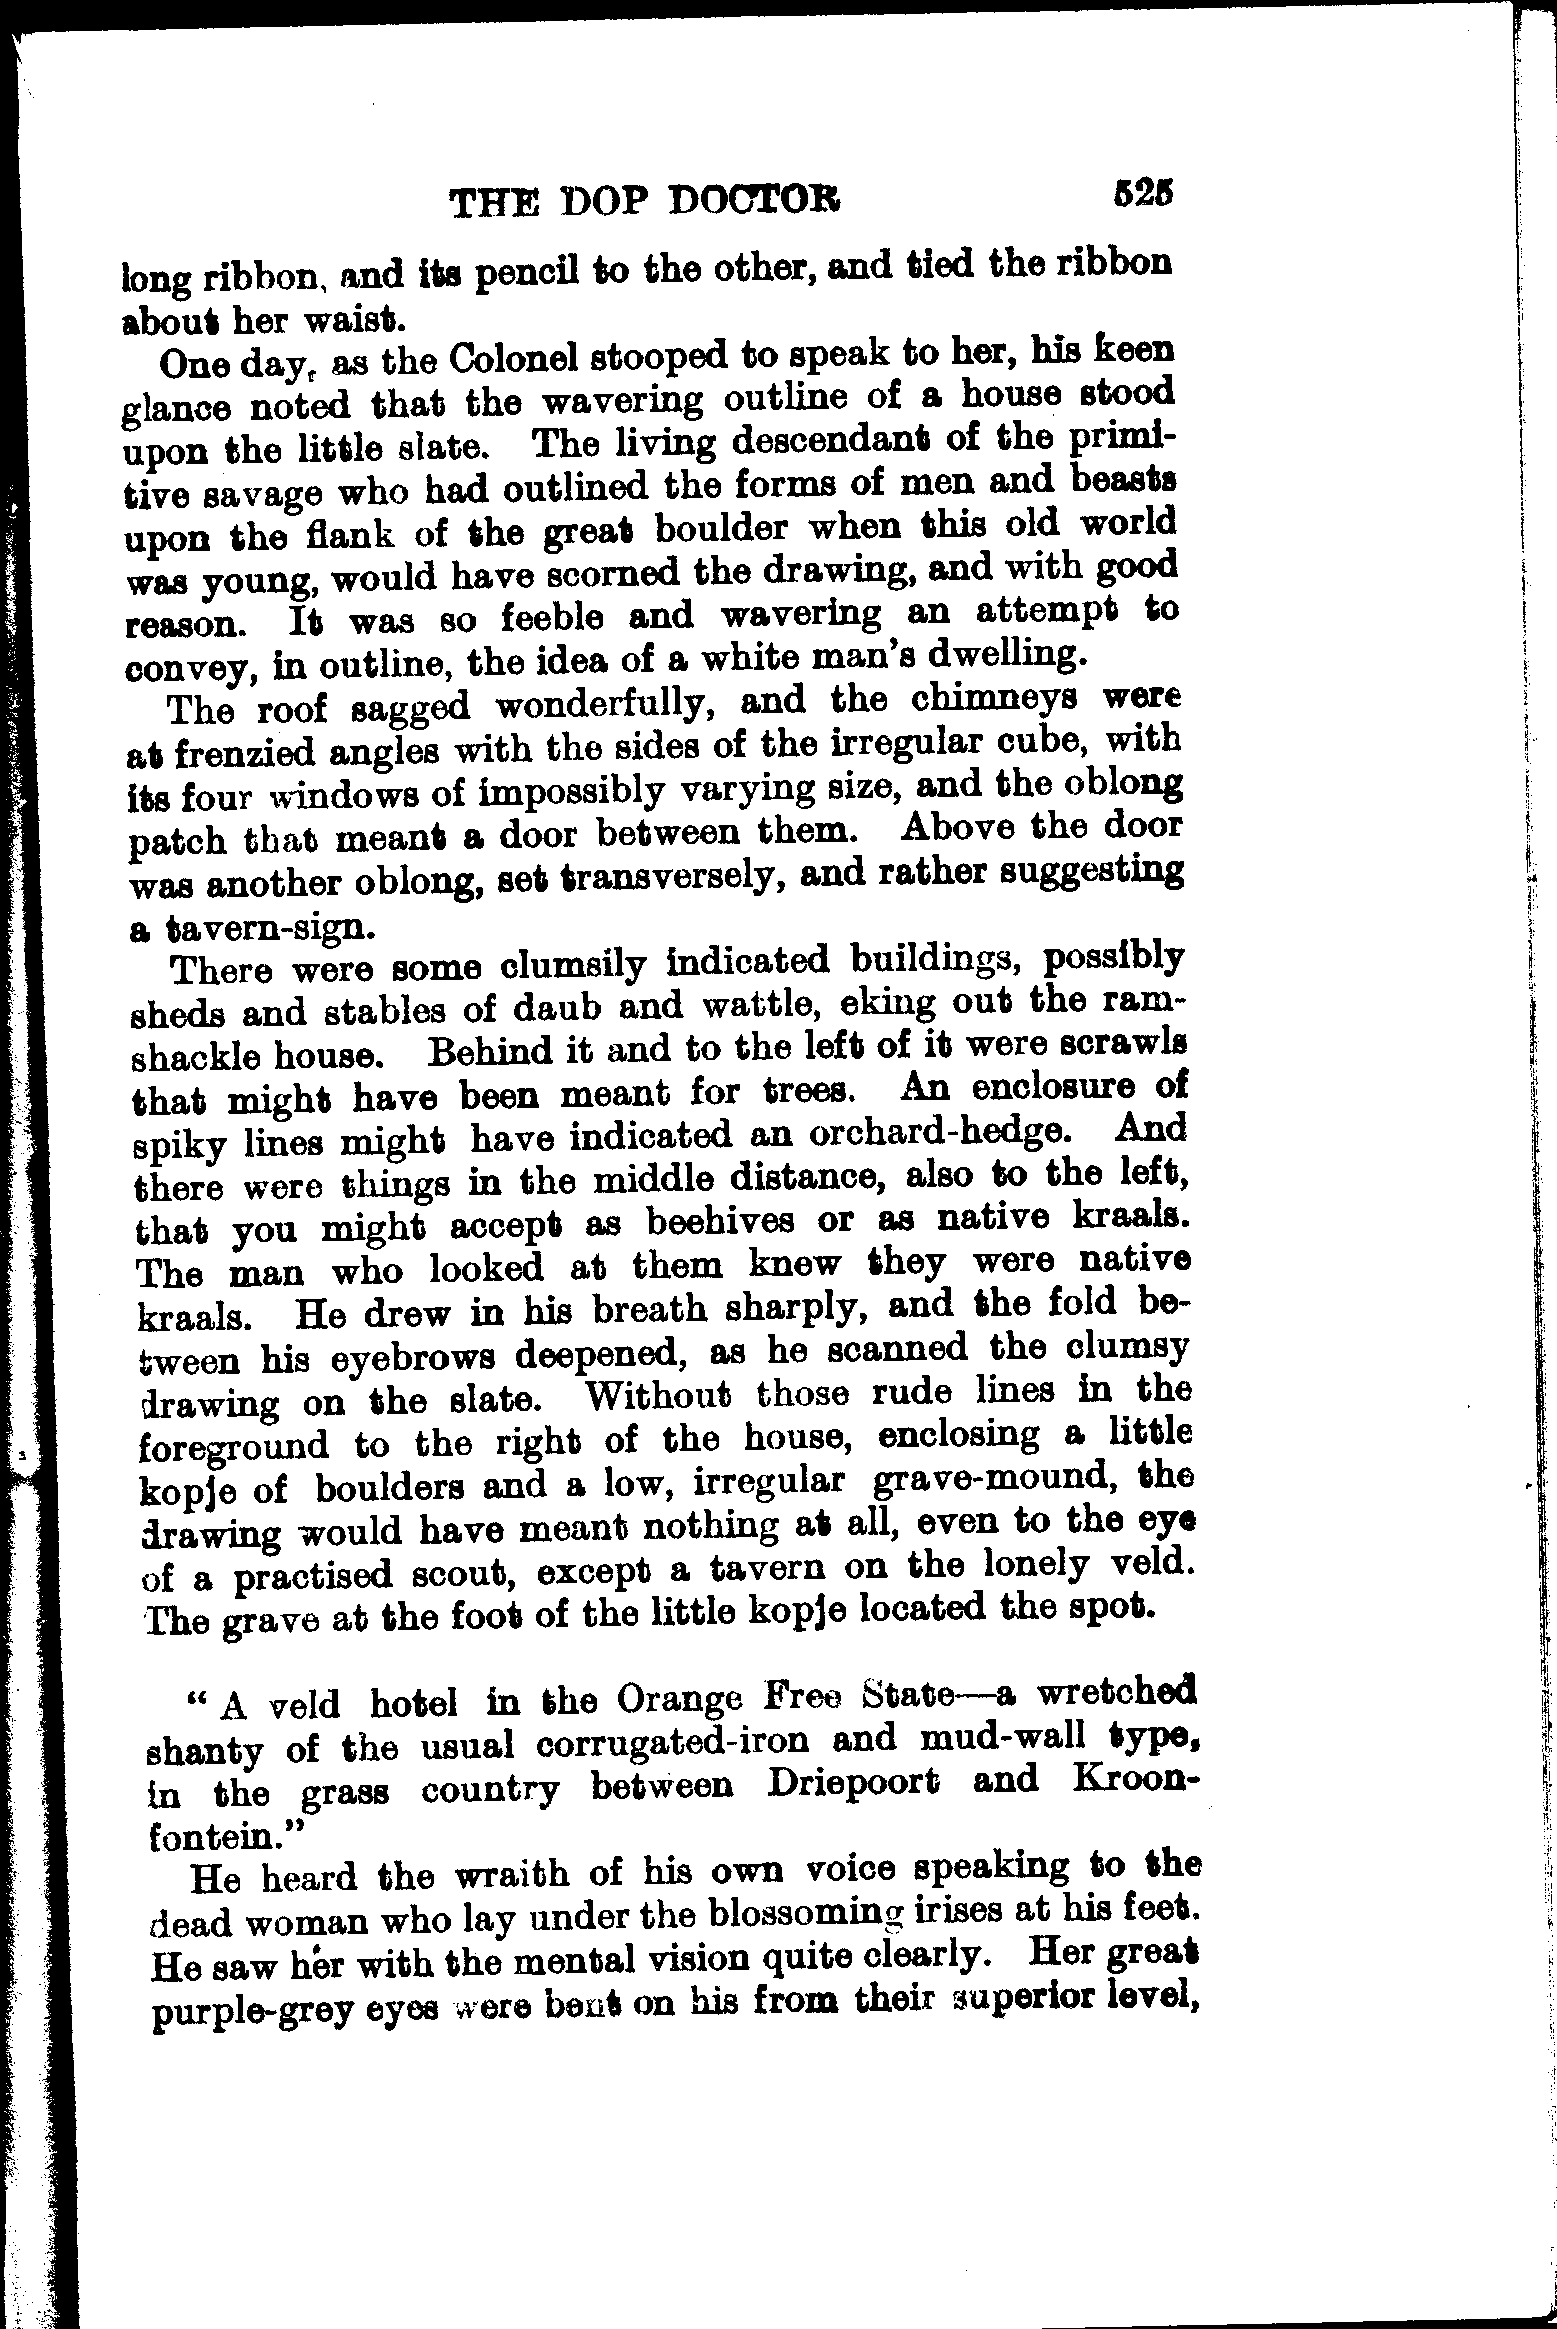 THE DOP DOCTOR 525
long ribbon, and its pencil to the other, and tied the ribbon
about her waist.
One day, as the Colonel stooped to speak to her, his keen
glance noted that the wavering outline of a house stood
upon the little slate. The living descendant of the primi-
tive savage who had outlined the forms of men and beasts
upon the flank of the great boulder when this old world
was young, would have scorned the drawing, and with good
reason. It was so feeble and wavering an attempt to
convey, in outline, the idea of a white man's dwelling.
The roof sagged wonderfully, and the chimneys were
at frenzied angles with the sides of the irregular cube, with
its four windows of impossibly varying size, and the oblong
patch that meant a door between them. Above the door
was another oblong, set transversely, and rather suggesting
a tavern-sign.
There were some clumsily indicated buildings, possibly
sheds and stables of daub and wattle, eking out the ram-
shackle house. Behind it and to the left of it were scrawls
that might have been meant for trees. An enclosure of
spiky lines might have indicated an orchard-hedge. And
there were things in the middle distance, also to the left,
that you might accept as beehives or as native kraals.
The man who looked at them knew they were native
kraals. He drew in his breath sharply, and the fold be-
tween his eyebrows deepened, as he scanned the clumsy
drawing on the slate. Without those rude lines in the
foreground to the right of the house, enclosing a little
kopje of boulders and a low, irregular grave-mound, the
drawing would have meant nothing at all, even to the eye
of a practised scout, except a tavern on the lonely veld.
The grave at the foot of the little kopje located the spot.
"A veld hotel in the Orange Free State—a wretched
shanty of the usual corrugated-iron and mud-wall type,
in the grass country between Driepoort and Kroon-
fontein."
He heard the wraith of his own voice speaking to the
dead woman who lay under the blossoming irises at his feet.
He saw her with the mental vision quite clearly. Her great
purple-grey eyes were bent on his from their superior level,